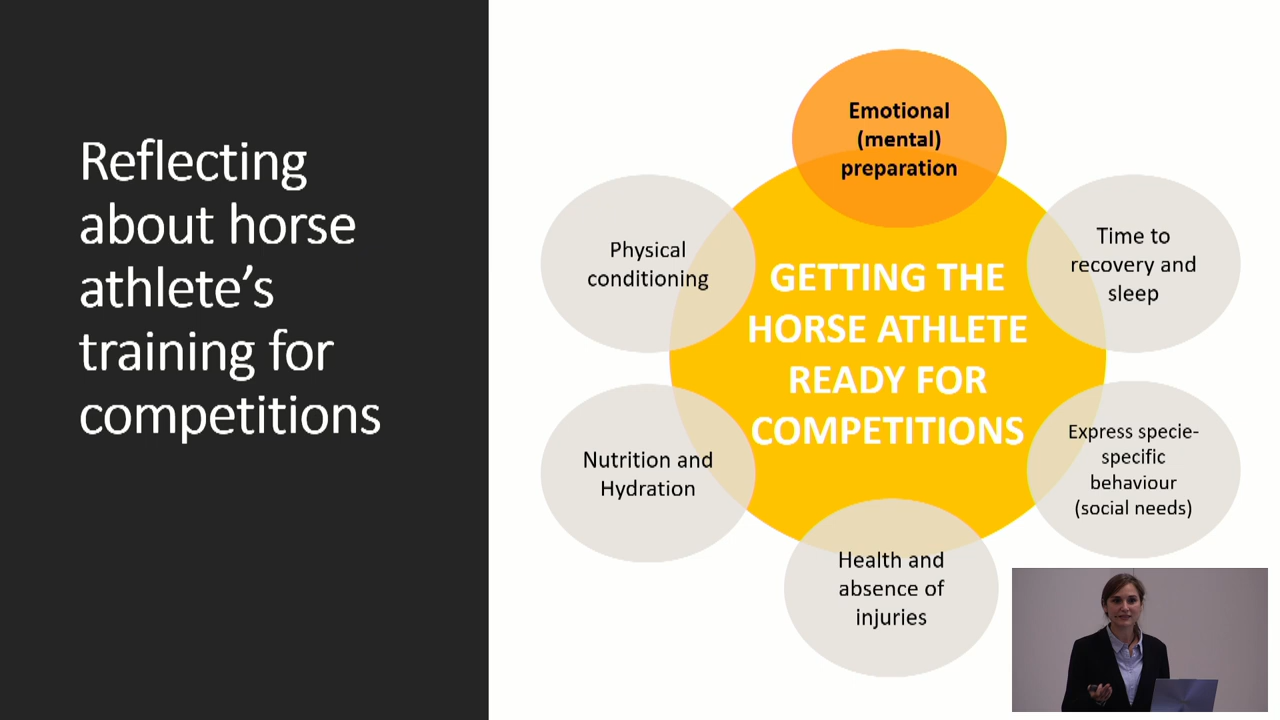 Reflecting
about horse
athlete's
training for
competitions
Emotional
(mental)
preparation
Physical
conditioning
Time to
recovery and
sleep
GETTING THE
HORSE ATHLETE
READY FOR
COMPETITIONS
Nutrition and
Hydration
Express specie-
specific
behaviour
(social needs)
Health and
absence of
injuries